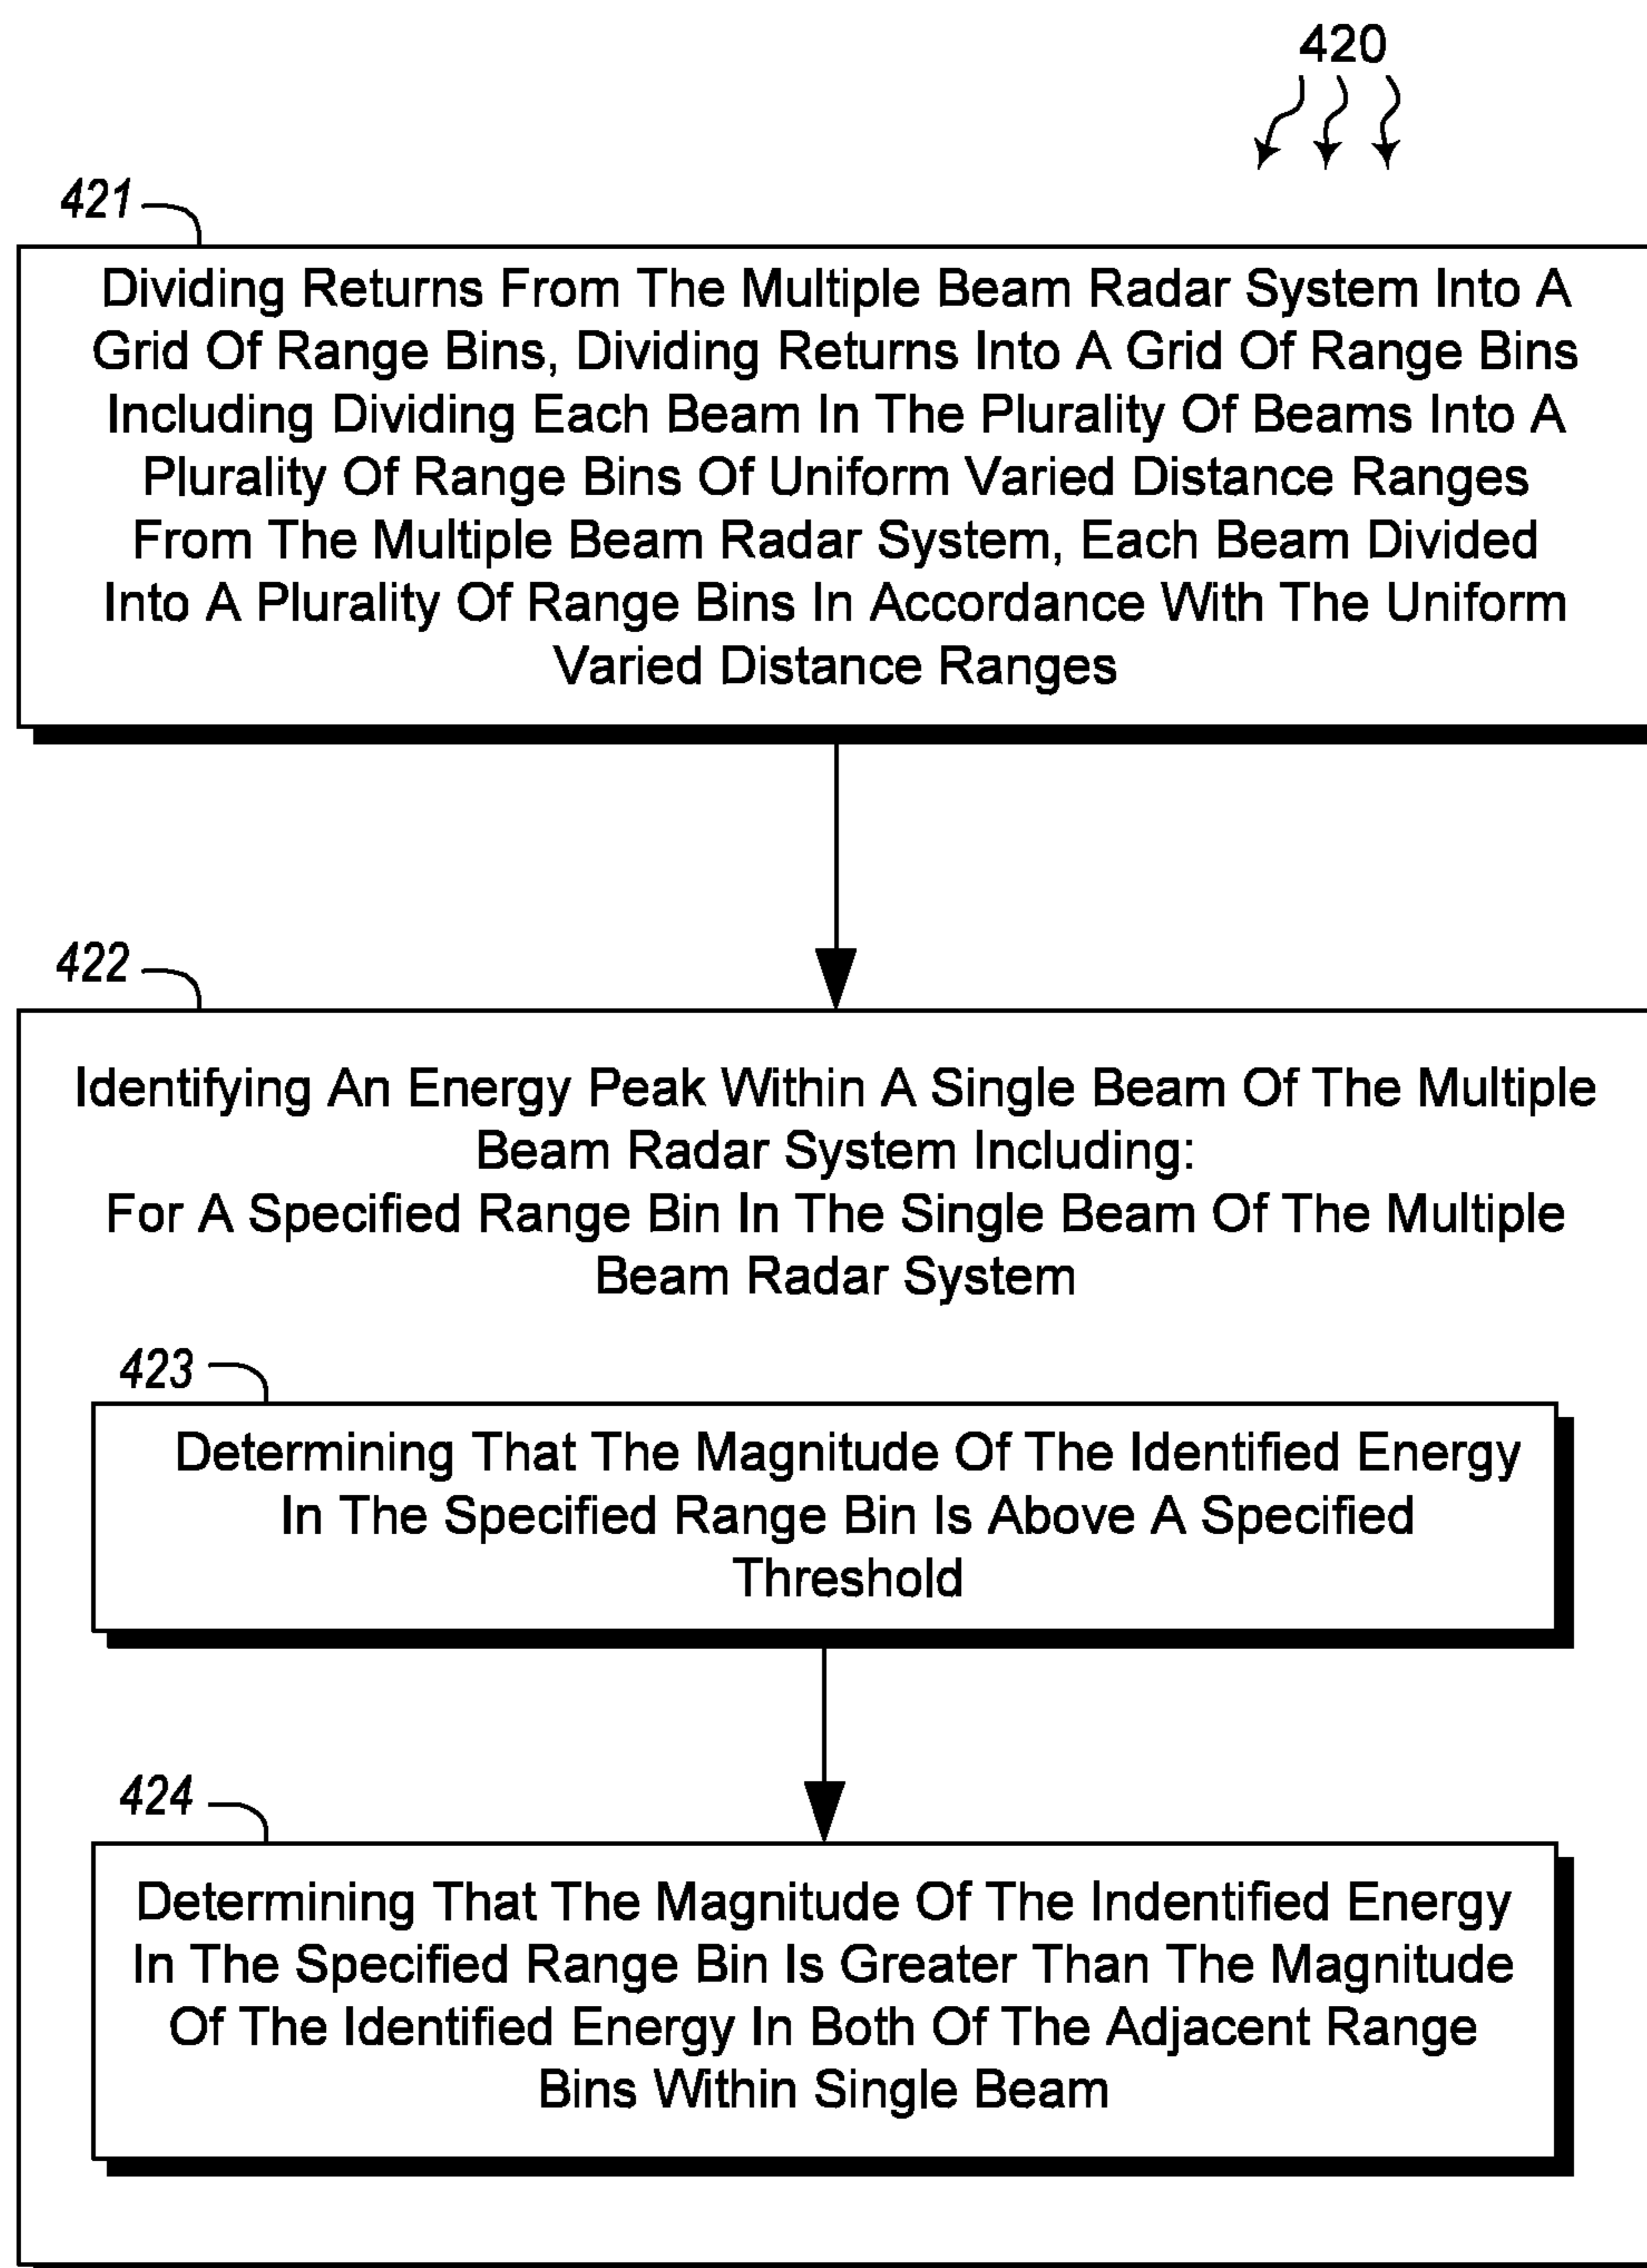 420
421
Dividing Returns From The Multiple Beam Radar System Into A
Grid Of Range Bins, Dividing Returns Into A Grid Of Range Bins
Including Dividing Each Beam In The Plurality Of Beams Into A
Plurality Of Range Bins Of Uniform Varied Distance Ranges
From The Multiple Beam Radar System, Each Beam Divided
Into A Plurality Of Range Bins In Accordance With The Uniform
Varied Distance Ranges
422
Identifying An Energy Peak Within A Single Beam Of The Multiple
Beam Radar System Including:
For A Specified Range Bin In The Single Beam Of The Multiple
Beam Radar System
423
Determining That The Magnitude Of The Identified Energy
In The Specified Range Bin Is Above A Specified
Threshold
424
Determining That The Magnitude Of The Indentified Energy
In The Specified Range Bin Is Greater Than The Magnitude
Of The Identified Energy In Both Of The Adjacent Range
Bins Within Single Beam